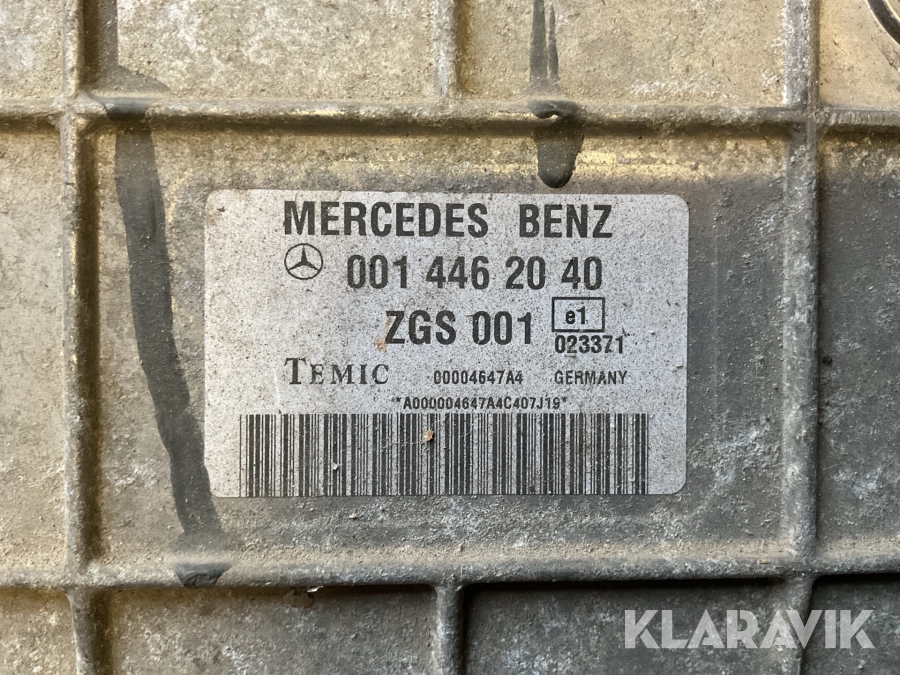 MERCEDES BENZ
001 446 20 40
ZGS 001 e1
023371
TEMIC 00004647A4 GERMANY
**A000004647A4C407J19*
KLARAVIK